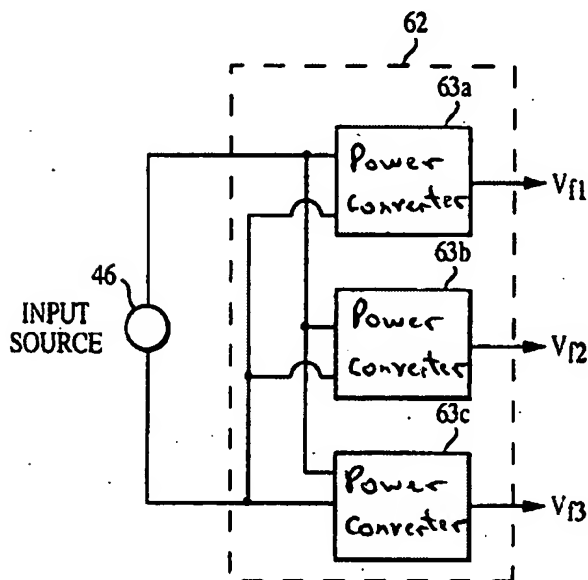 62
63a
Power
Converter
Vf1
46
INPUT
SOURCE
63b
Power
Converter
Vf2
63c
Power
Converter
Vf3